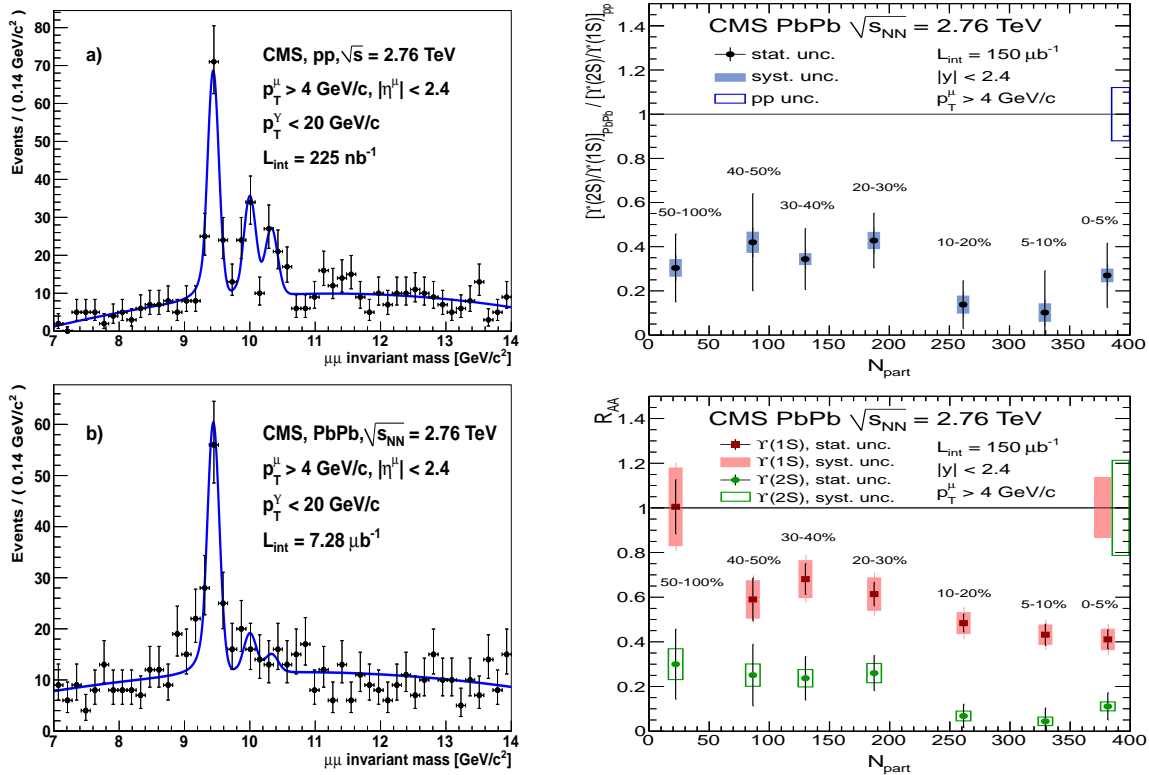 a)
CMS, pp, √s = 2.76 TeV
p_T^μ > 4 GeV/c, |η^μ| < 2.4
p_T^Υ < 20 GeV/c
L_int = 225 nb⁻¹
Events / ( 0.14 GeV/c² )
80
70
60
50
40
30
20
10
0
7 8 9 10 11 12 13 14
μμ invariant mass [GeV/c²]
CMS PbPb √s_NN = 2.76 TeV
stat. unc.
syst. unc.
pp unc.
L_int = 150 μb⁻¹
|y| < 2.4
p_T^μ > 4 GeV/c
[Υ(2S)/Υ(1S)]_PbPb / [Υ(2S)/Υ(1S)]_pp
1.4
1.2
1
0.8
0.6
0.4
0.2
0
50-100%
40-50%
30-40%
20-30%
10-20%
5-10%
0-5%
0 50 100 150 200 250 300 350 400
N_part
b)
CMS, PbPb, √s_NN = 2.76 TeV
p_T^μ > 4 GeV/c, |η^μ| < 2.4
p_T^Υ < 20 GeV/c
L_int = 7.28 μb⁻¹
Events / ( 0.14 GeV/c² )
60
50
40
30
20
10
0
7 8 9 10 11 12 13 14
μμ invariant mass [GeV/c²]
CMS PbPb √s_NN = 2.76 TeV
Υ(1S), stat. unc.
Υ(1S), syst. unc.
Υ(2S), stat. unc.
Υ(2S), syst. unc.
L_int = 150 μb⁻¹
|y| < 2.4
p_T^μ > 4 GeV/c
R_AA
1.4
1.2
1
0.8
0.6
0.4
0.2
0
50-100%
40-50%
30-40%
20-30%
10-20%
5-10%
0-5%
0 50 100 150 200 250 300 350 400
N_part